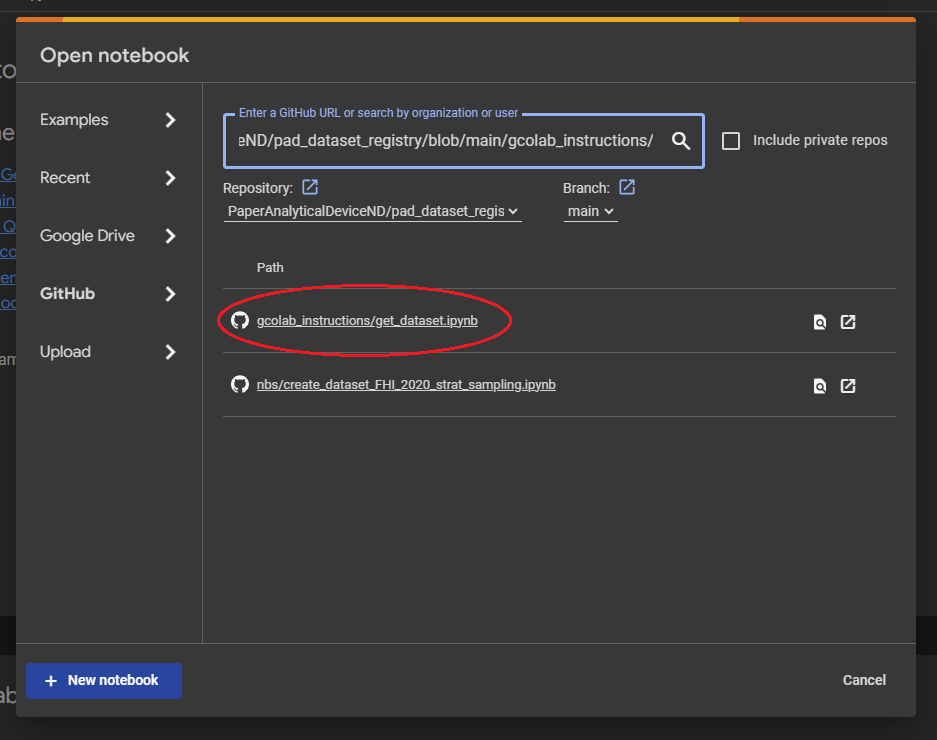 Open notebook
Examples
Recent
Google Drive
GitHub
Upload
Enter a GitHub URL or search by organization or user
eND/pad_dataset_registry/blob/main/gcolab_instructions/
Include private repos
Repository:
Branch:
PaperAnalyticalDeviceND/pad_dataset_regis
main
Path
gcolab_instructions/get_dataset.ipynb
nbs/create_dataset_FHI_2020_strat_sampling.ipynb
+ New notebook
Cancel